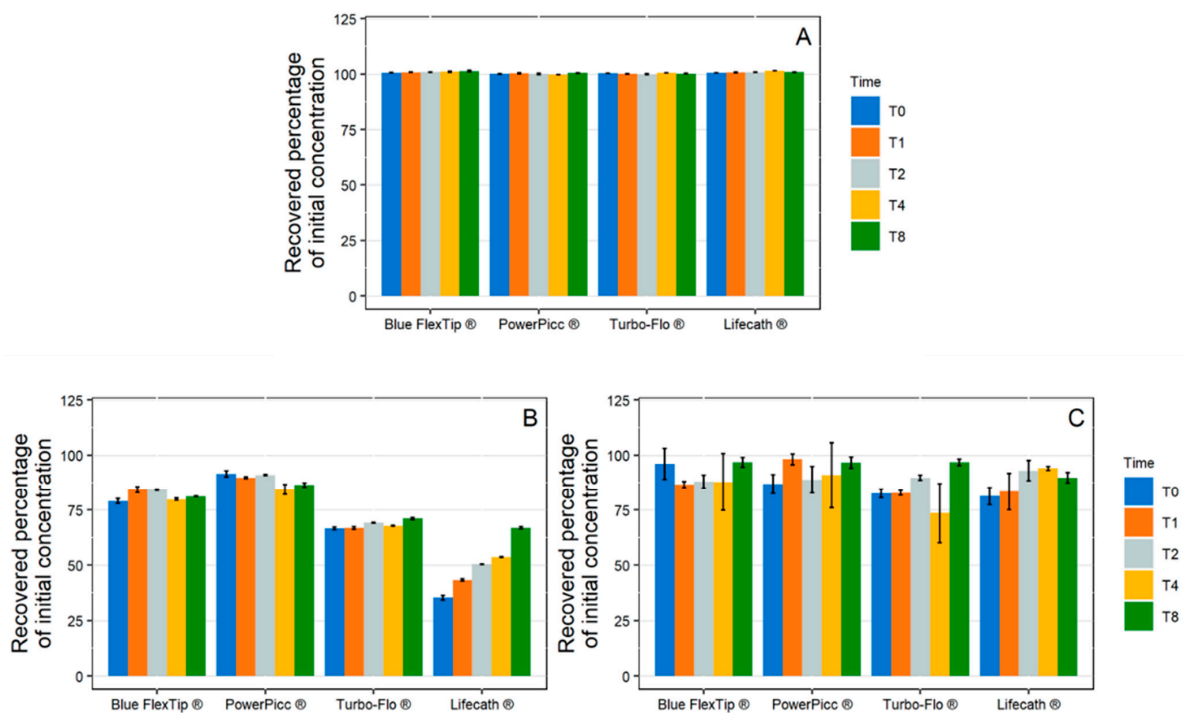 A
Recovered percentage
of initial concentration
125
100
75
50
25
0
Blue FlexTip ® PowerPicc ® Turbo-Flo ® Lifecath ®
Time
T0
T1
T2
T4
T8
B
Recovered percentage
of initial concentration
125
100
75
50
25
0
Blue FlexTip ® PowerPicc ® Turbo-Flo ® Lifecath ®
C
Recovered percentage
of initial concentration
125
100
75
50
25
0
Blue FlexTip ® PowerPicc ® Turbo-Flo ® Lifecath ®
Time
T0
T1
T2
T4
T8